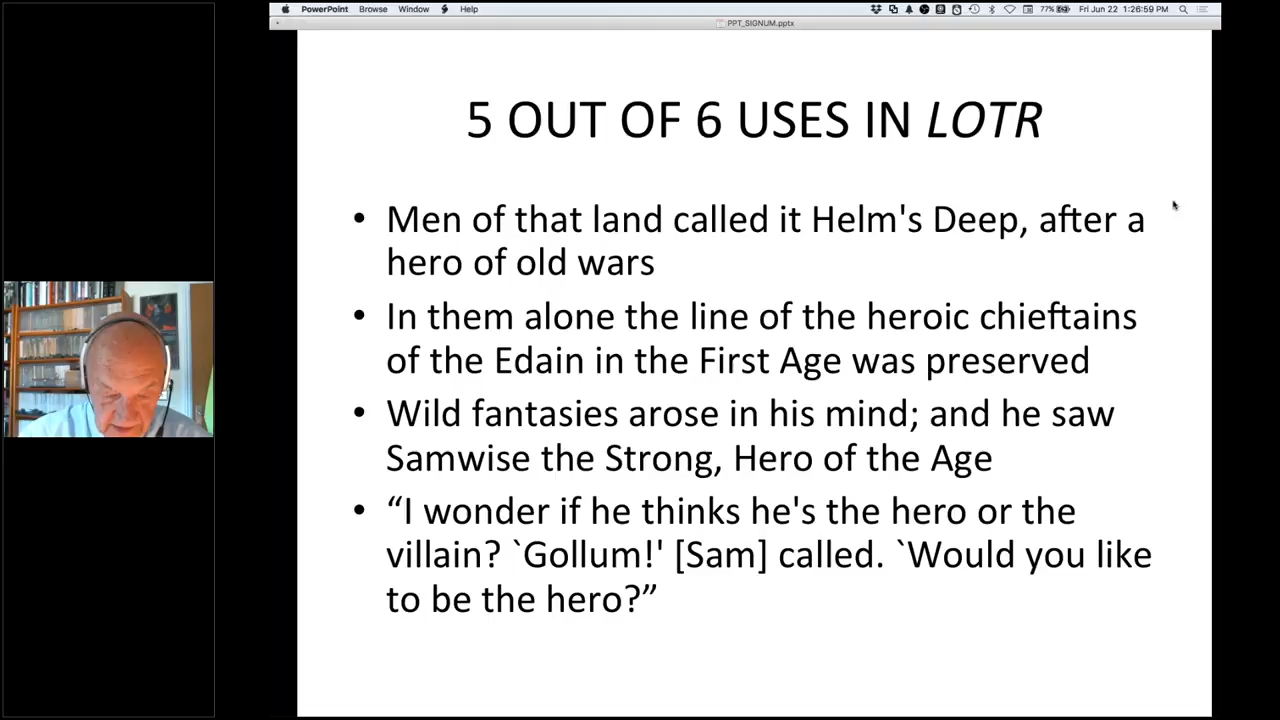 PowerPoint Browse Window Help
77% Fri Jun 22 1:26:59 PM
PPT_SIGNUM.pptx
5 OUT OF 6 USES IN LOTR
• Men of that land called it Helm's Deep, after a
hero of old wars
• In them alone the line of the heroic chieftains
of the Edain in the First Age was preserved
• Wild fantasies arose in his mind; and he saw
Samwise the Strong, Hero of the Age
• “I wonder if he thinks he's the hero or the
villain? `Gollum!' [Sam] called. `Would you like
to be the hero?”